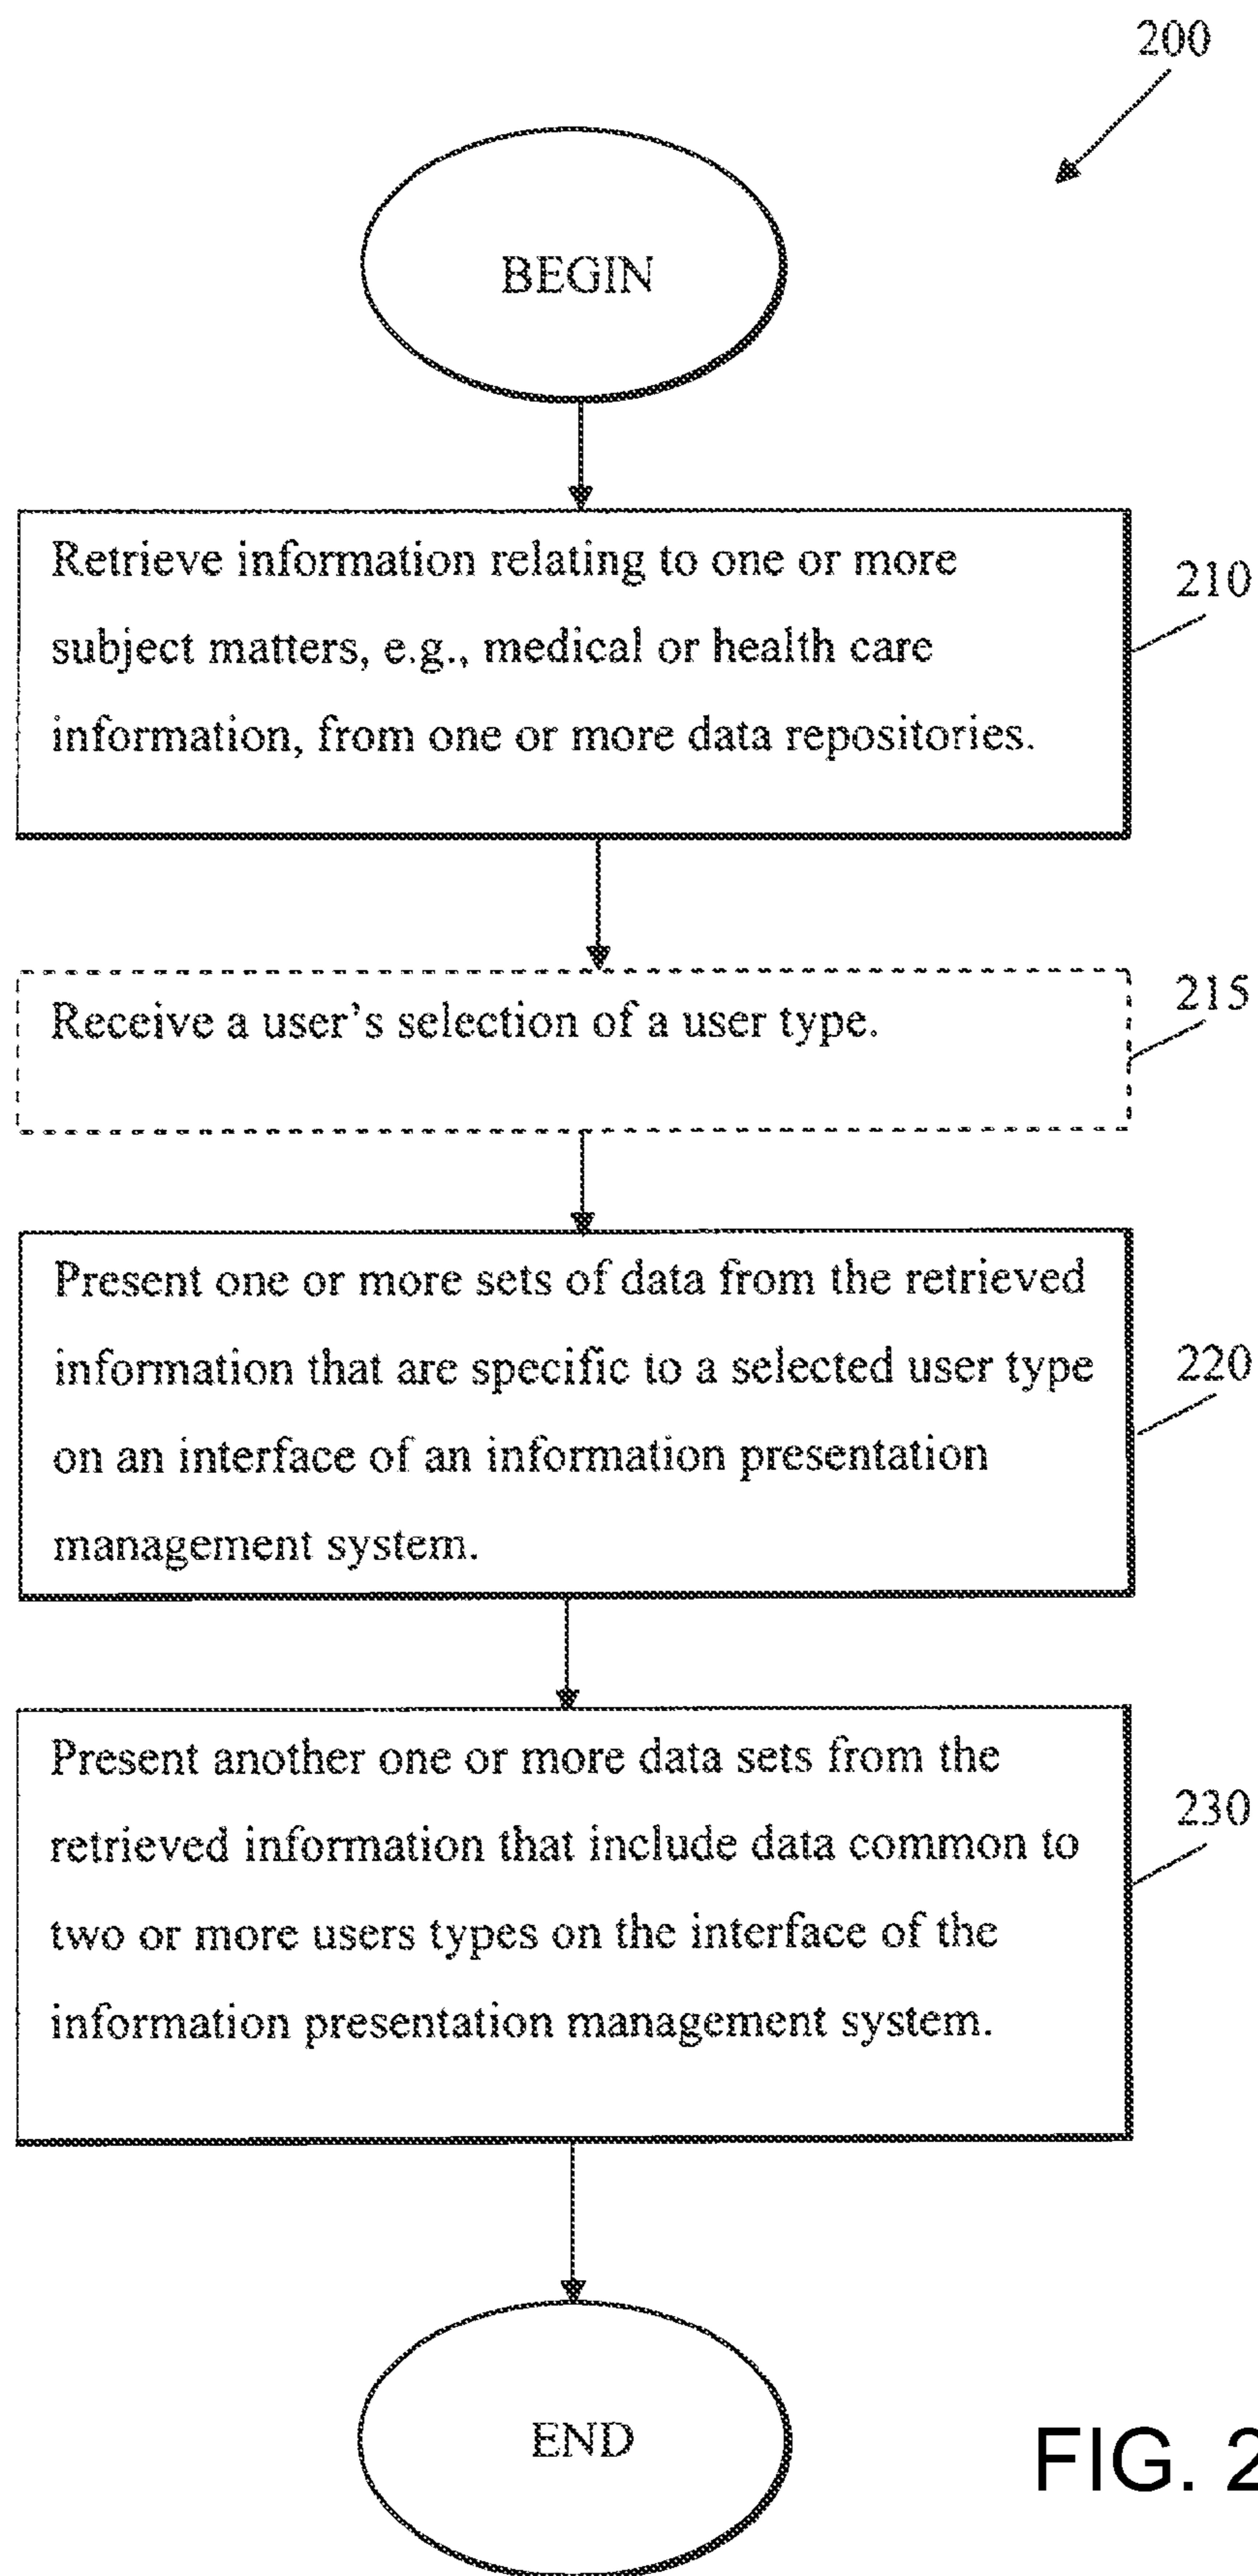 200
BEGIN
Retrieve information relating to one or more
subject matters, e.g., medical or health care
information, from one or more data repositories.
210
Receive a user's selection of a user type.
215
Present one or more sets of data from the retrieved
information that are specific to a selected user type
on an interface of an information presentation
management system.
220
Present another one or more data sets from the
retrieved information that include data common to
two or more users types on the interface of the
information presentation management system.
230
END
FIG. 2